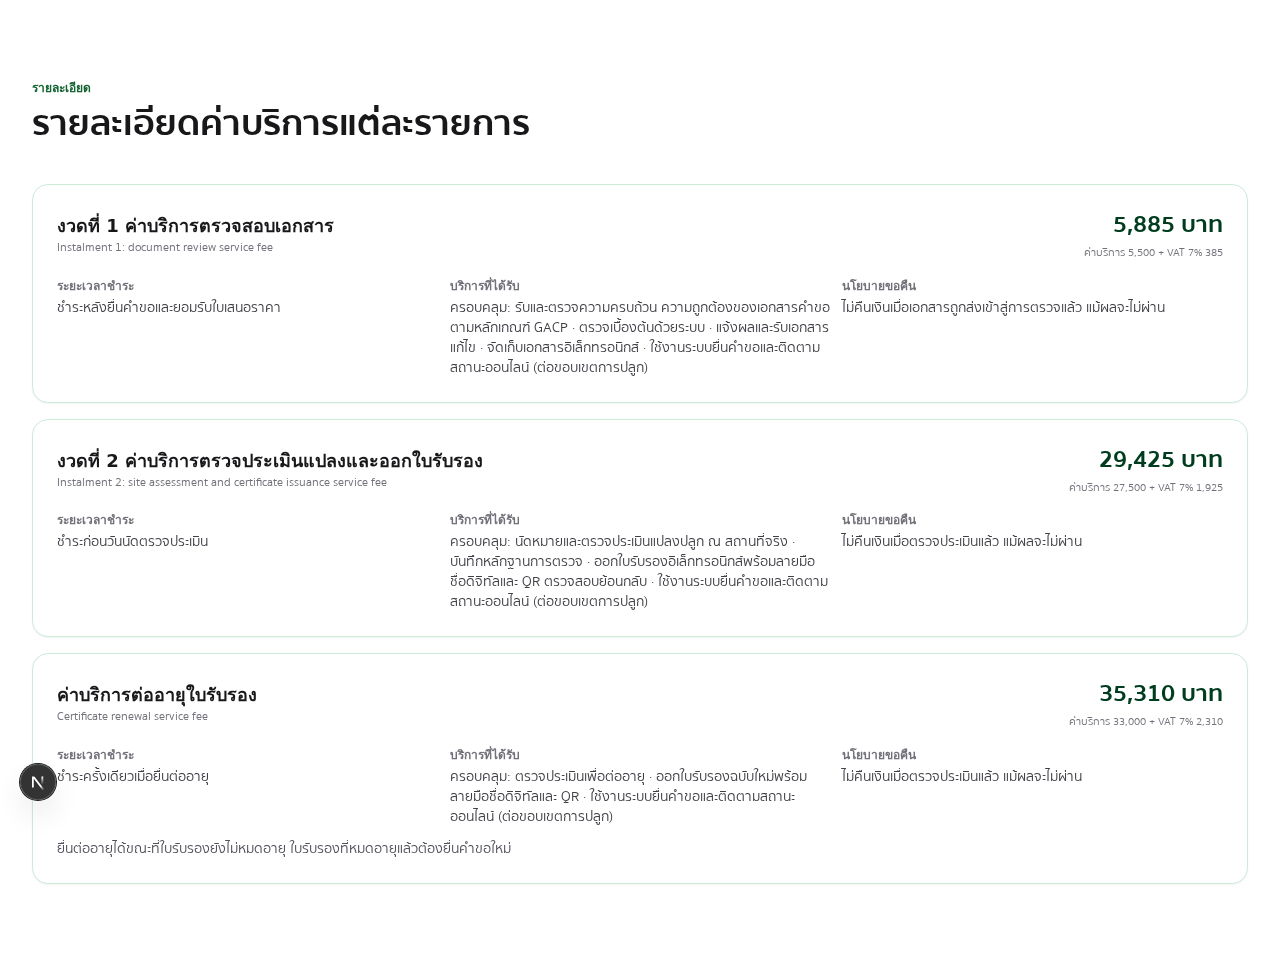 รายละเอียด
รายละเอียดค่าบริการแต่ละรายการ
งวดที่ 1 ค่าบริการตรวจสอบเอกสาร
5,885 บาท
Instalment 1: document review service fee
ค่าบริการ 5,500 + VAT 7% 385
ระยะเวลาชำระ
บริการที่ได้รับ
นโยบายขอคืน
ชำระหลังยื่นคำขอและยอมรับใบเสนอราคา
ครอบคลุม: รับและตรวจความครบถ้วน ความถูกต้องของเอกสารคำขอ
ตามหลักเกณฑ์ GACP · ตรวจเบื้องต้นด้วยระบบ · แจ้งผลและรับเอกสาร
แก้ไข · จัดเก็บเอกสารอิเล็กทรอนิกส์ · ใช้งานระบบยื่นคำขอและติดตาม
สถานะออนไลน์ (ต่อขอบเขตการปลูก)
ไม่คืนเงินเมื่อเอกสารถูกส่งเข้าสู่การตรวจแล้ว แม้ผลจะไม่ผ่าน
งวดที่ 2 ค่าบริการตรวจประเมินแปลงและออกใบรับรอง
29,425 บาท
Instalment 2: site assessment and certificate issuance service fee
ค่าบริการ 27,500 + VAT 7% 1,925
ระยะเวลาชำระ
บริการที่ได้รับ
นโยบายขอคืน
ชำระก่อนวันนัดตรวจประเมิน
ครอบคลุม: นัดหมายและตรวจประเมินแปลงปลูก ณ สถานที่จริง ·
บันทึกหลักฐานการตรวจ · ออกใบรับรองอิเล็กทรอนิกส์พร้อมลายมือ
ชื่อดิจิทัลและ QR ตรวจสอบย้อนกลับ · ใช้งานระบบยื่นคำขอและติดตาม
สถานะออนไลน์ (ต่อขอบเขตการปลูก)
ไม่คืนเงินเมื่อตรวจประเมินแล้ว แม้ผลจะไม่ผ่าน
ค่าบริการต่ออายุใบรับรอง
35,310 บาท
Certificate renewal service fee
ค่าบริการ 33,000 + VAT 7% 2,310
ระยะเวลาชำระ
บริการที่ได้รับ
นโยบายขอคืน
ชำระครั้งเดียวเมื่อยื่นต่ออายุ
ครอบคลุม: ตรวจประเมินเพื่อต่ออายุ · ออกใบรับรองฉบับใหม่พร้อม
ลายมือชื่อดิจิทัลและ QR · ใช้งานระบบยื่นคำขอและติดตามสถานะ
ออนไลน์ (ต่อขอบเขตการปลูก)
ไม่คืนเงินเมื่อตรวจประเมินแล้ว แม้ผลจะไม่ผ่าน
N
ยื่นต่ออายุได้ขณะที่ใบรับรองยังไม่หมดอายุ ใบรับรองที่หมดอายุแล้วต้องยื่นคำขอใหม่